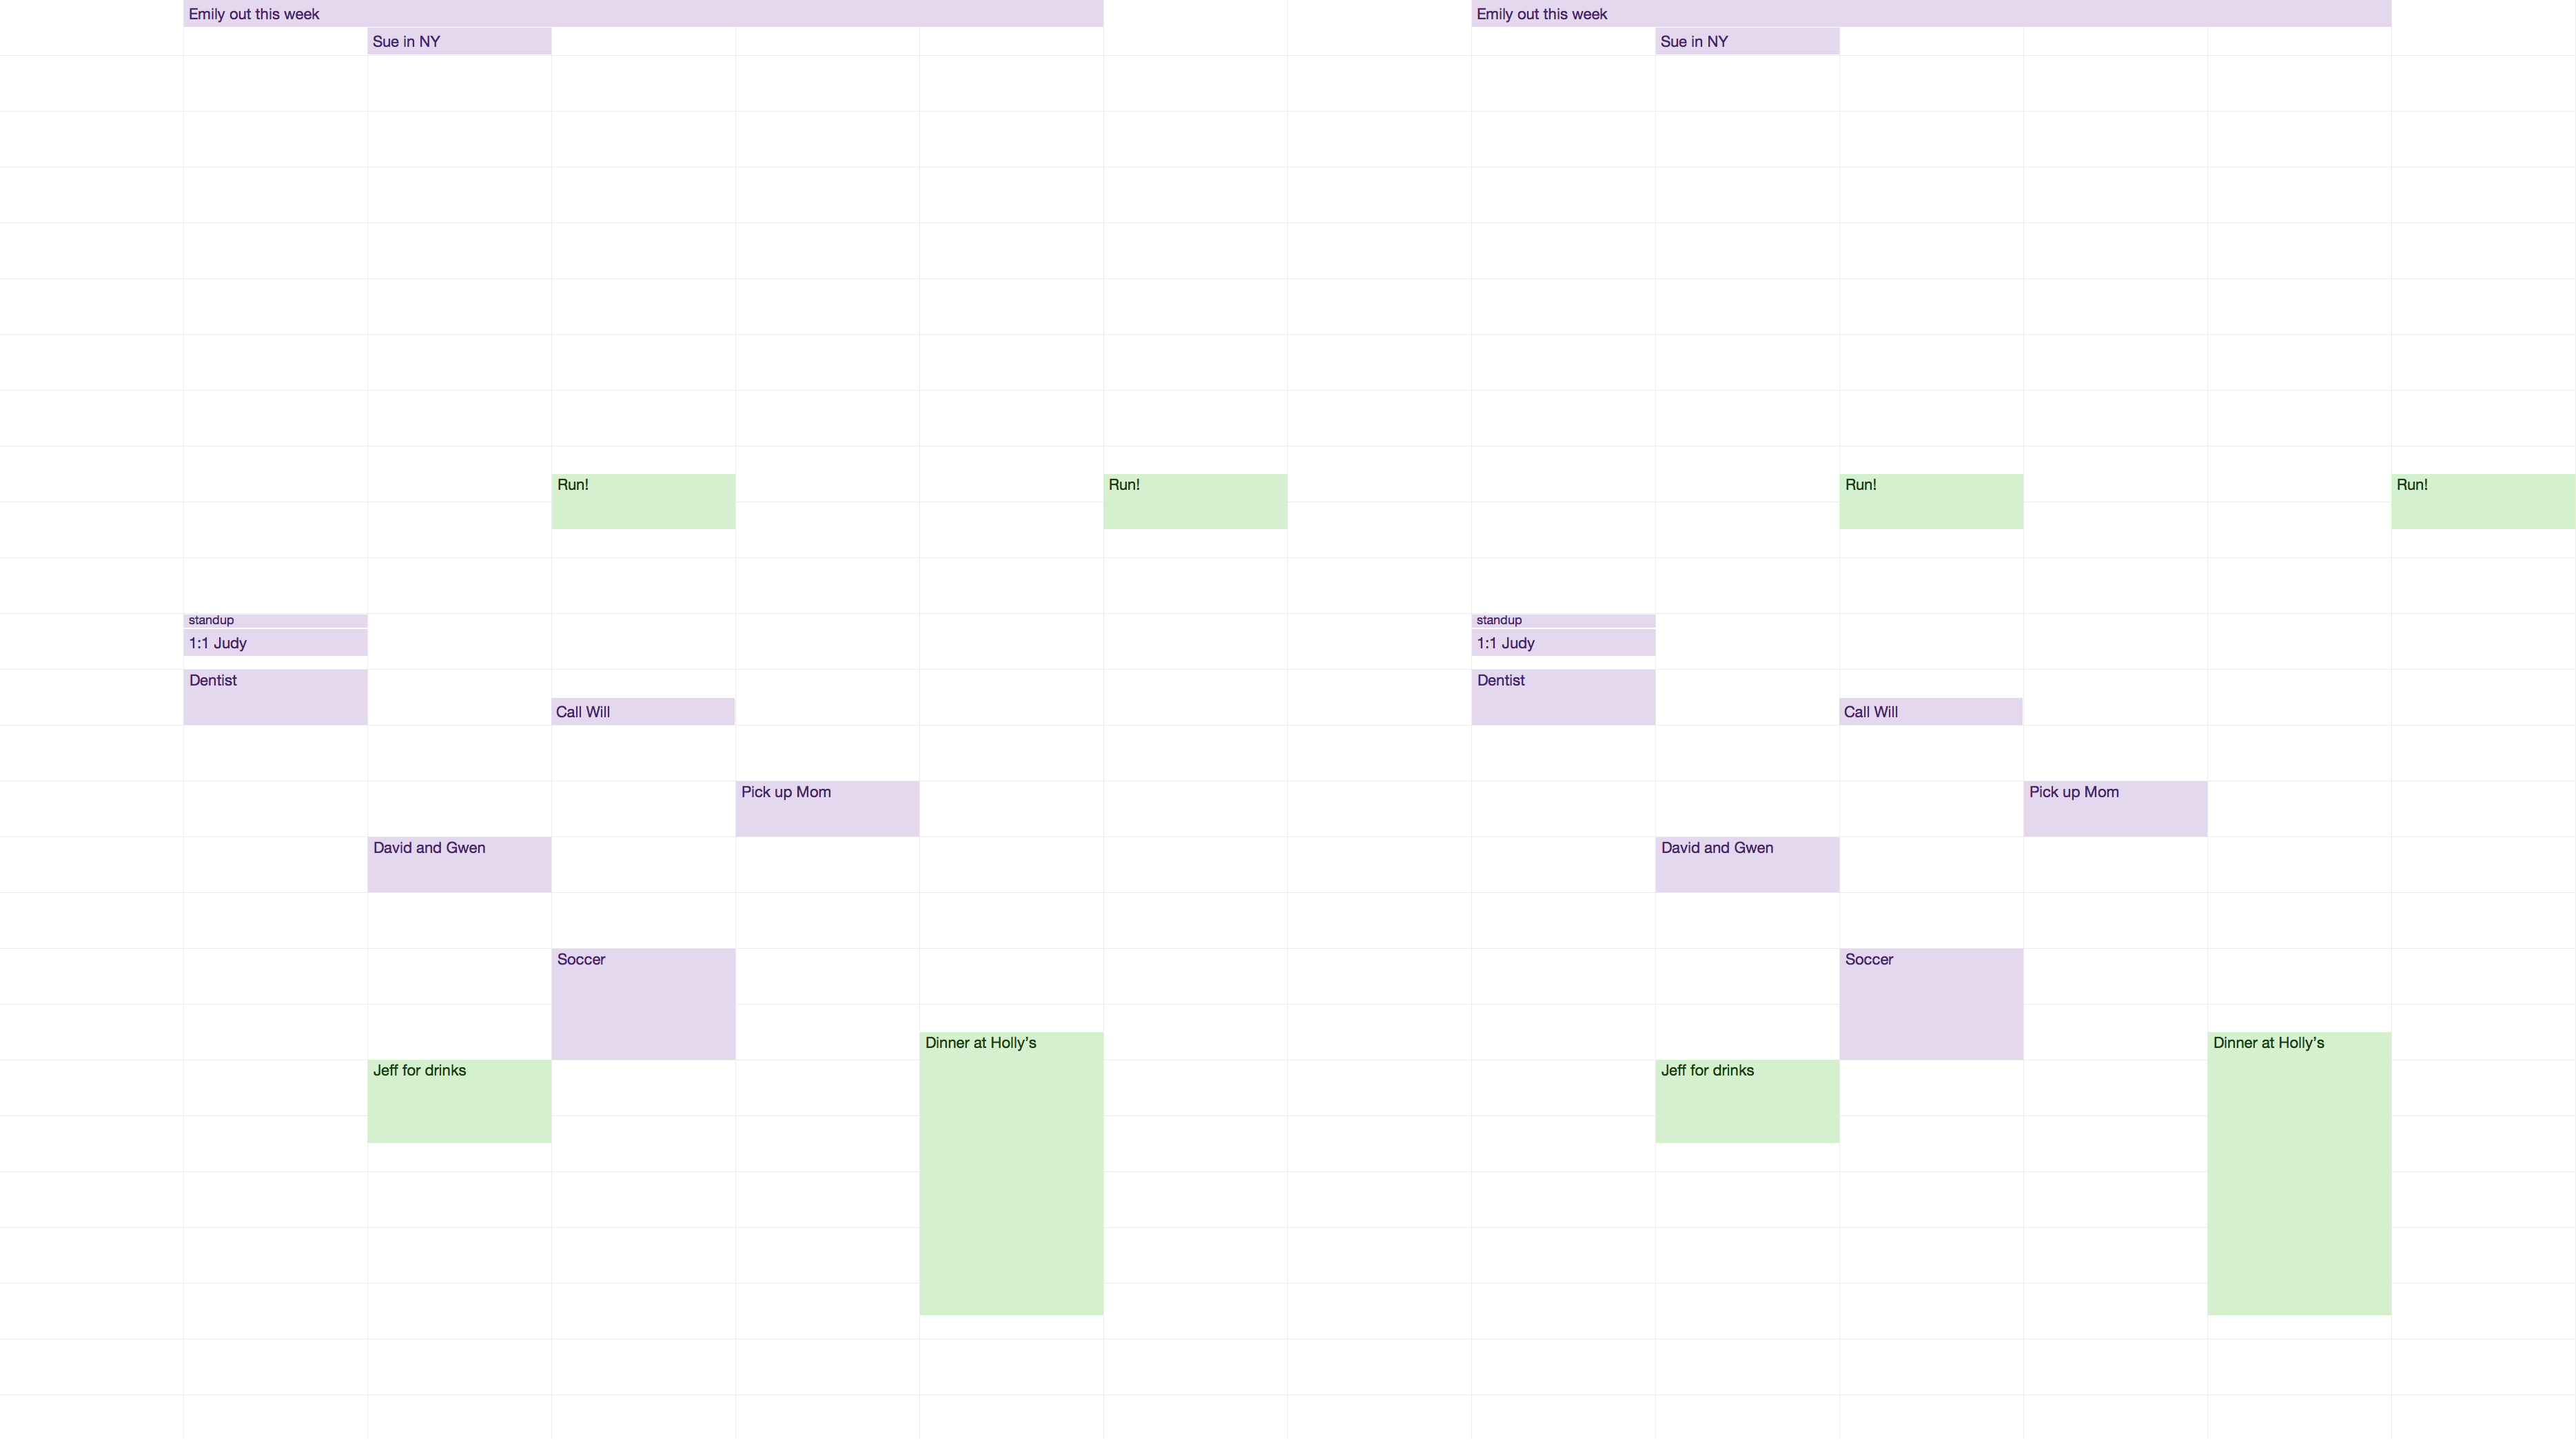 Emily out this week
Emily out this week
Sue in NY
Sue in NY
Run!
Run!
Run!
Run!
standup
standup
1:1 Judy
1:1 Judy
Dentist
Dentist
Call Will
Call Will
Pick up Mom
Pick up Mom
David and Gwen
David and Gwen
Soccer
Soccer
Dinner at Holly’s
Dinner at Holly’s
Jeff for drinks
Jeff for drinks